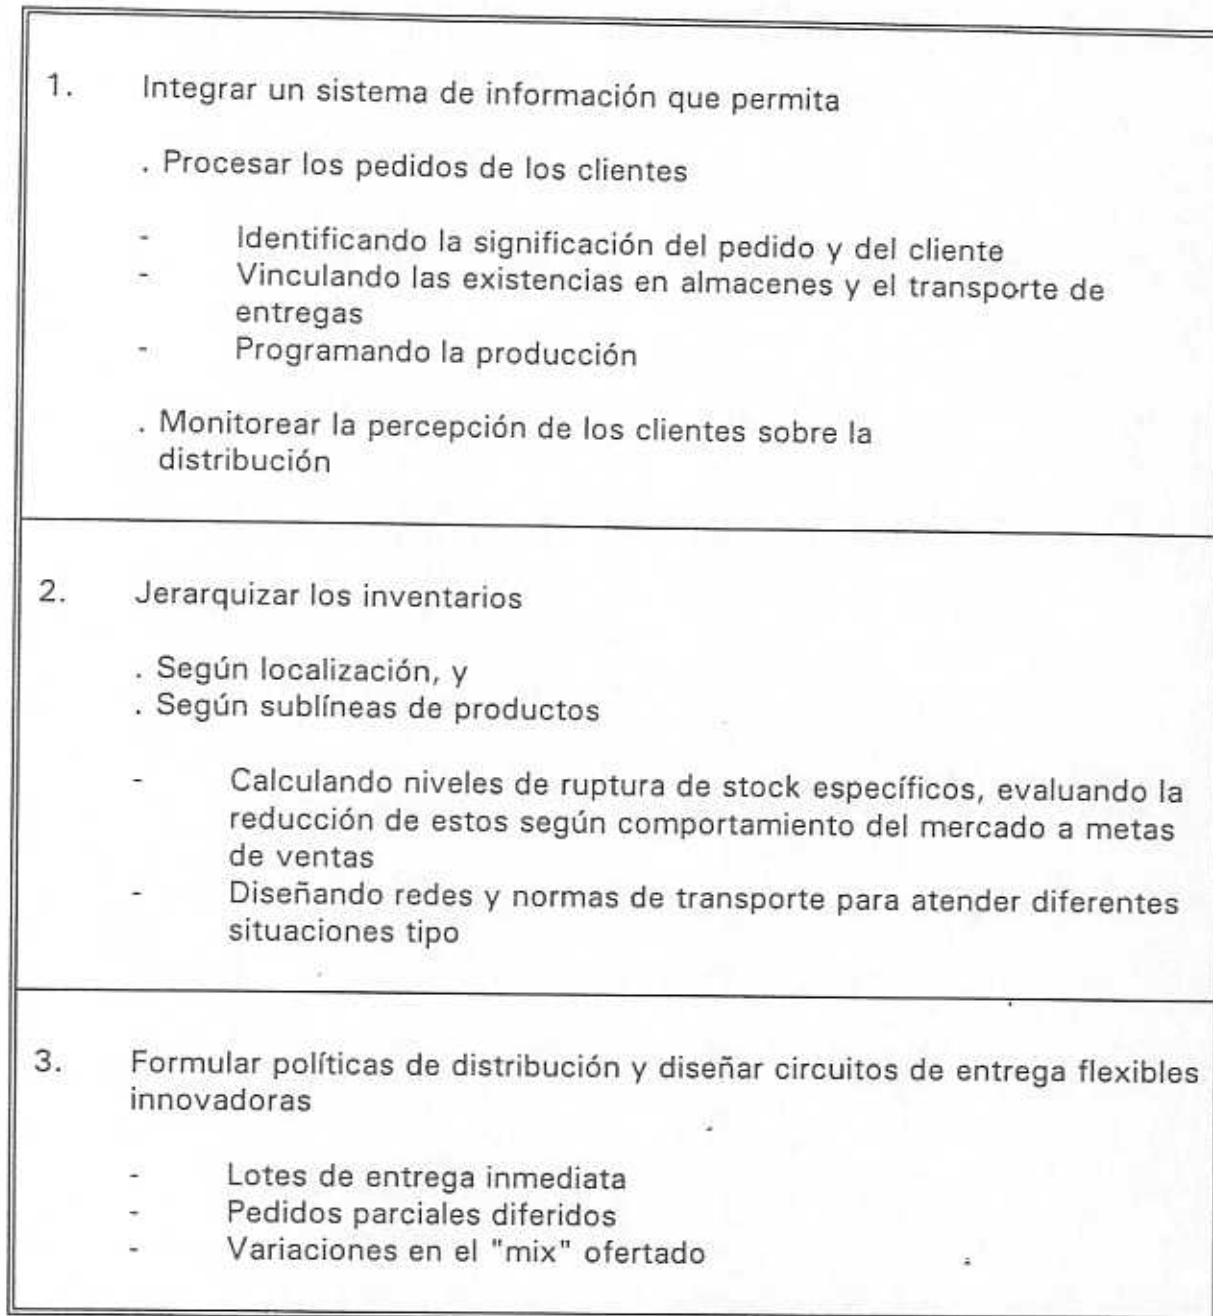 1. Integrar un sistema de información que permita
. Procesar los pedidos de los clientes
- Identificando la significación del pedido y del cliente
- Vinculando las existencias en almacenes y el transporte de
entregas
- Programando la producción
. Monitorear la percepción de los clientes sobre la
distribución
2. Jerarquizar los inventarios
. Según localización, y
. Según sublíneas de productos
- Calculando niveles de ruptura de stock específicos, evaluando la
reducción de estos según comportamiento del mercado a metas
de ventas
- Diseñando redes y normas de transporte para atender diferentes
situaciones tipo
3. Formular políticas de distribución y diseñar circuitos de entrega flexibles
innovadoras
- Lotes de entrega inmediata
- Pedidos parciales diferidos
- Variaciones en el "mix" ofertado